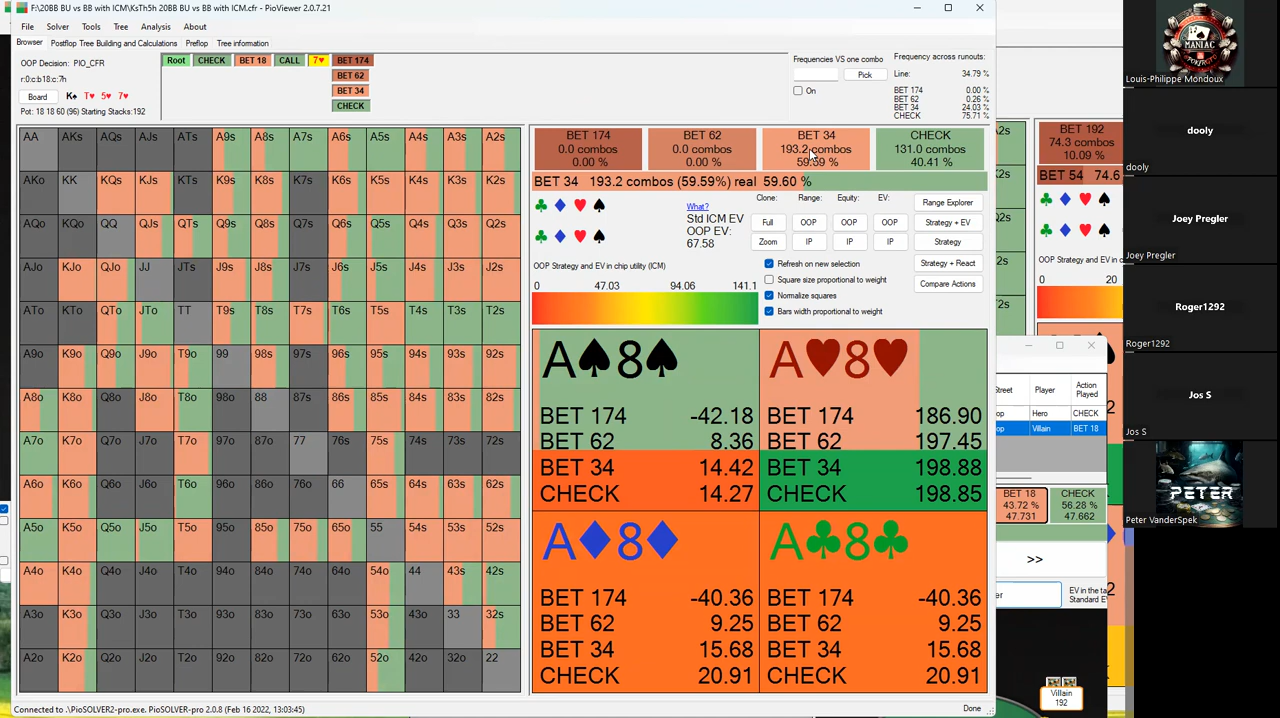 F:\20BB BU vs BB with ICM\KsTh5h 20BB BU vs BB with ICM.cfr - PioViewer 2.0.7.21
File Solver Tools Tree Analysis About
Browser Postflop Tree Building and Calculations Preflop Tree information
OOP Decision: PIO_CFR
r:0:c:b18:c:7h
Board K♠ T♥ 5♥ 7♥
Pot: 18 18 60 (96) Starting Stacks:192
Root CHECK BET 18 CALL 7♥ BET 174
BET 62
BET 34
CHECK
Frequencies VS one combo
Pick
On
Frequency across runouts:
Line: 34.79 %
BET 174 0.00 %
BET 62 0.26 %
BET 34 24.03 %
CHECK 75.71 %
AA AKs AQs AJs ATs A9s A8s A7s A6s A5s A4s A3s A2s
AKo KK KQs KJs KTs K9s K8s K7s K6s K5s K4s K3s K2s
AQo KQo QQ QJs QTs Q9s Q8s Q7s Q6s Q5s Q4s Q3s Q2s
AJo KJo QJo JJ JTs J9s J8s J7s J6s J5s J4s J3s J2s
ATo KTo QTo JTo TT T9s T8s T7s T6s T5s T4s T3s T2s
A9o K9o Q9o J9o T9o 99 98s 97s 96s 95s 94s 93s 92s
A8o K8o Q8o J8o T8o 98o 88 87s 86s 85s 84s 83s 82s
A7o K7o Q7o J7o T7o 97o 87o 77 76s 75s 74s 73s 72s
A6o K6o Q6o J6o T6o 96o 86o 76o 66 65s 64s 63s 62s
A5o K5o Q5o J5o T5o 95o 85o 75o 65o 55 54s 53s 52s
A4o K4o Q4o J4o T4o 94o 84o 74o 64o 54o 44 43s 42s
A3o K3o Q3o J3o T3o 93o 83o 73o 63o 53o 43o 33 32s
A2o K2o Q2o J2o T2o 92o 82o 72o 62o 52o 42o 32o 22
BET 174
0.0 combos
0.00 %
BET 62
0.0 combos
0.00 %
BET 34
193.2 combos
59.59 %
CHECK
131.0 combos
40.41 %
BET 34 193.2 combos (59.59%) real 59.60 %
♣ ♦ ♥ ♠
♣ ♦ ♥ ♠
What?
Std ICM EV
OOP EV:
67.58
Clone: Range: Equity: EV:
Full OOP OOP OOP
Zoom IP IP IP
Range Explorer
Strategy + EV
Strategy
Strategy + React
Compare Actions
Refresh on new selection
Square size proportional to weight
Normalize squares
Bars width proportional to weight
OOP Strategy and EV in chip utility (ICM)
0 47.03 94.06 141.1
A♠8♠
BET 174 -42.18
BET 62 8.36
BET 34 14.42
CHECK 14.27
A♥8♥
BET 174 186.90
BET 62 197.45
BET 34 198.88
CHECK 198.85
A♦8♦
BET 174 -40.36
BET 62 9.25
BET 34 15.68
CHECK 20.91
A♣8♣
BET 174 -40.36
BET 62 9.25
BET 34 15.68
CHECK 20.91
Connected to .\PioSOLVER2-pro.exe. PioSOLVER-pro 2.0.8 (Feb 16 2022, 13:03:45)
Done
BET 192
74.3 combos
10.09 %
BET 54 74.6
♣ ♦ ♥ ♠
♣ ♦ ♥ ♠
OOP Strategy and EV in
0 20
Player Action Played
Hero CHECK
Villain BET 18
BET 18
43.72 %
47.731
CHECK
56.28 %
47.662
>>
EV in the ta
Standard E
Villain
192
MANIAC
Louis-Philippe Mondoux
dooly
dooly
Joey Pregler
Joey Pregler
Roger1292
Roger1292
Jos S
Jos S
PETER
Peter VanderSpek